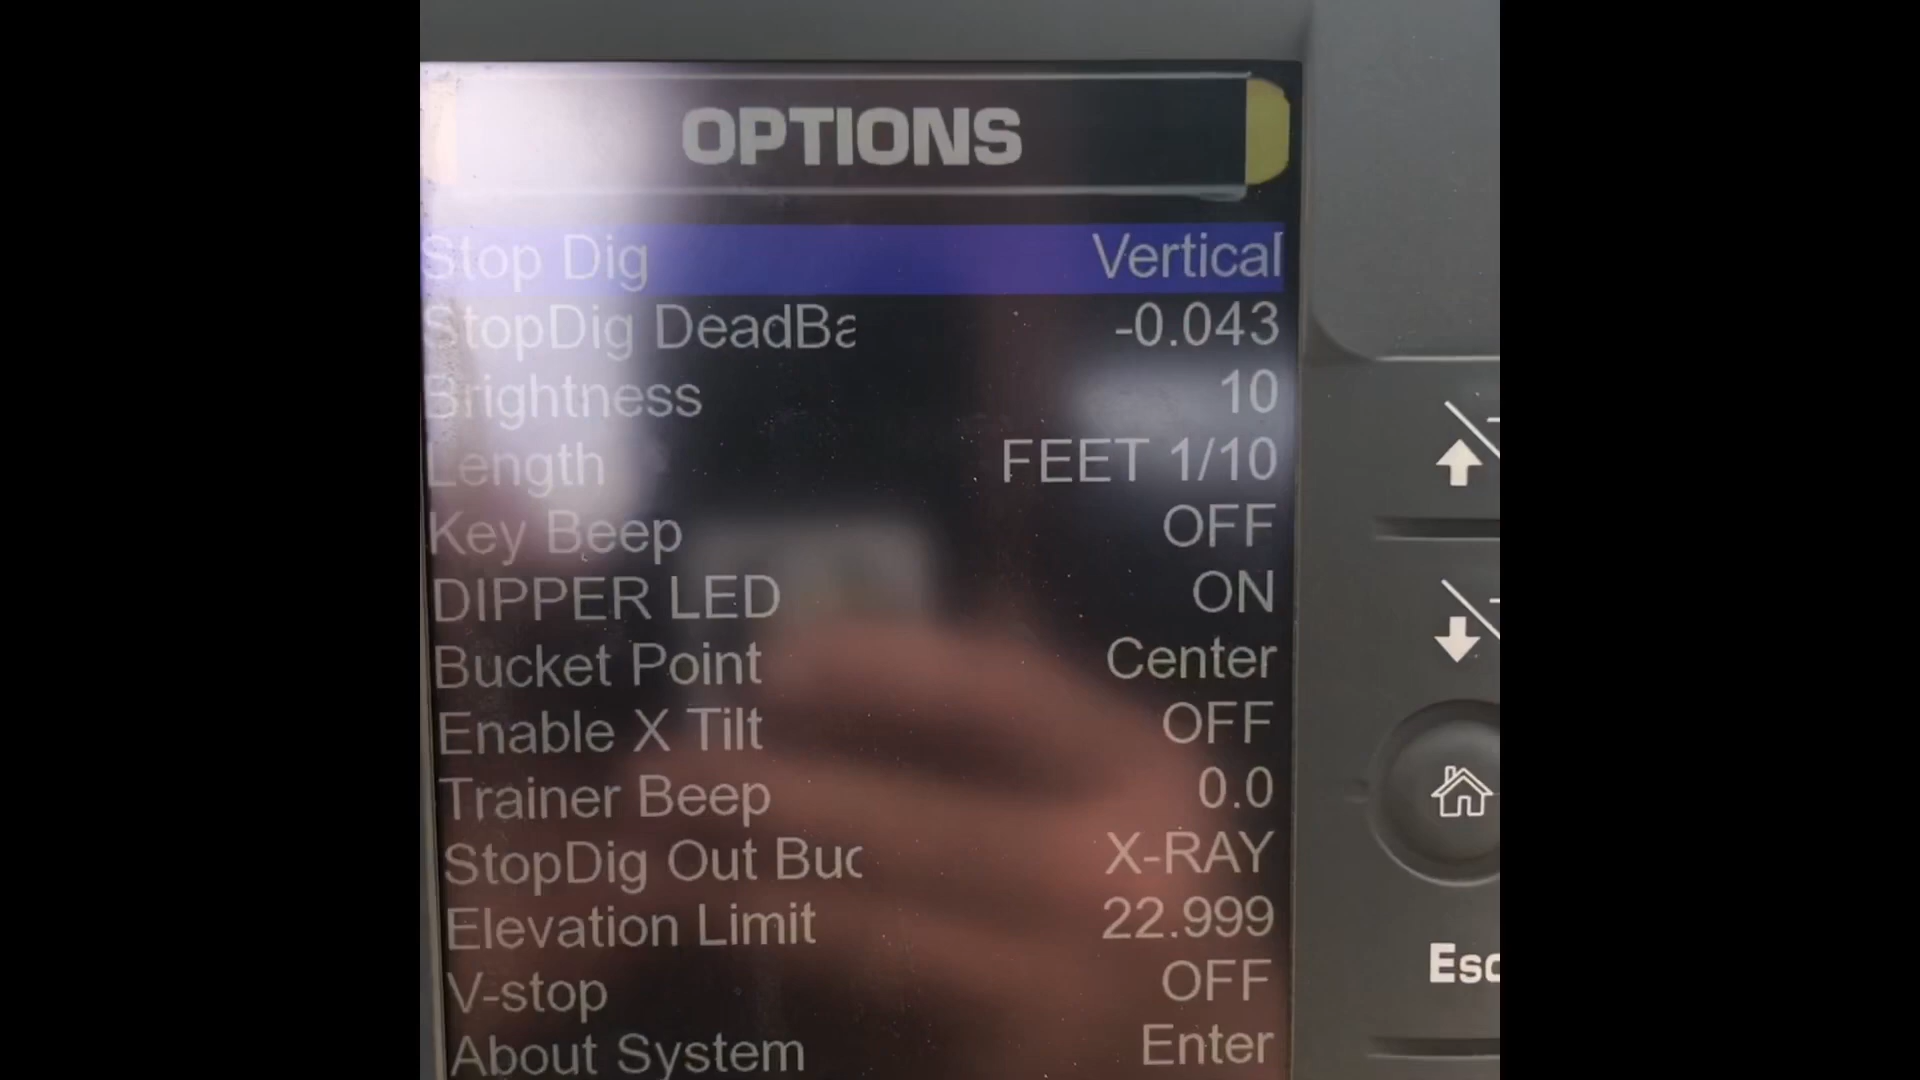 OPTIONS
Stop Dig Vertical
StopDig DeadBa -0.043
Brightness 10
Length FEET 1/10
Key Beep OFF
DIPPER LED ON
Bucket Point Center
Enable X Tilt OFF
Trainer Beep 0.0
StopDig Out Buc X-RAY
Elevation Limit 22.999
V-stop OFF
About System Enter
Esc